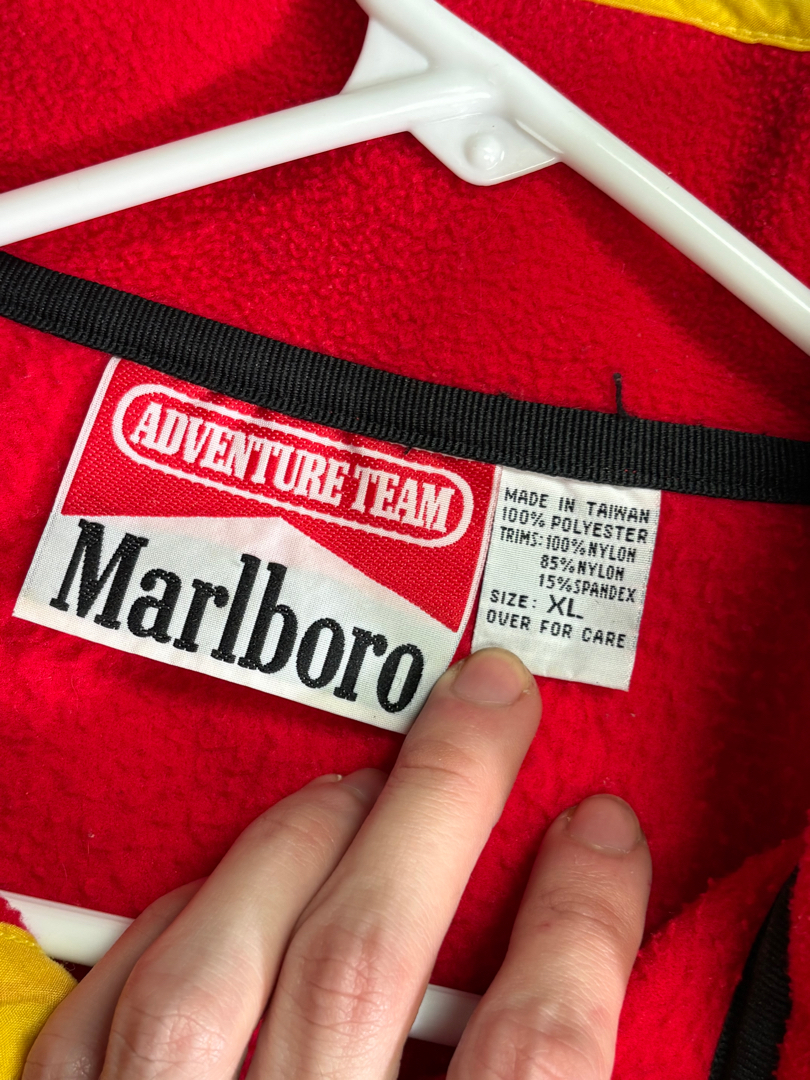 ADVENTURE TEAM
Marlboro
MADE IN TAIWAN
100% POLYESTER
TRIMS:100%NYLON
85%NYLON
15%SPANDEX
SIZE: XL
OVER FOR CARE